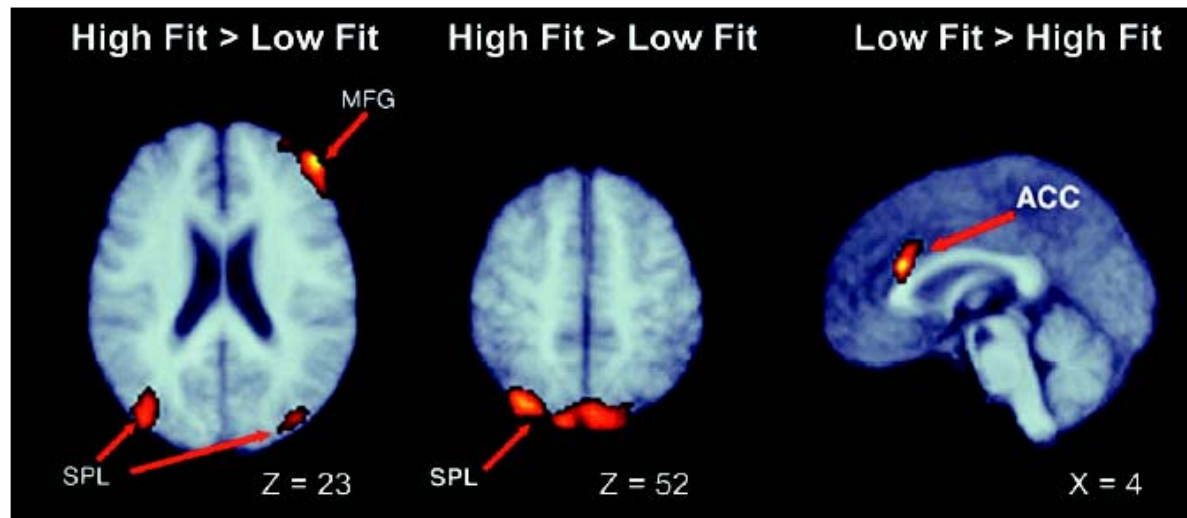 High Fit > Low Fit
High Fit > Low Fit
Low Fit > High Fit
MFG
ACC
SPL
SPL
Z = 23
Z = 52
X = 4